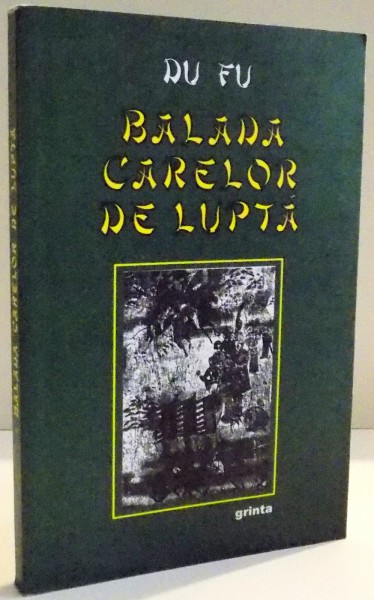 DU FU
BALADA
CARELOR
DE LUPTĂ
grinta
BALADA CARELOR DE LUPTĂ